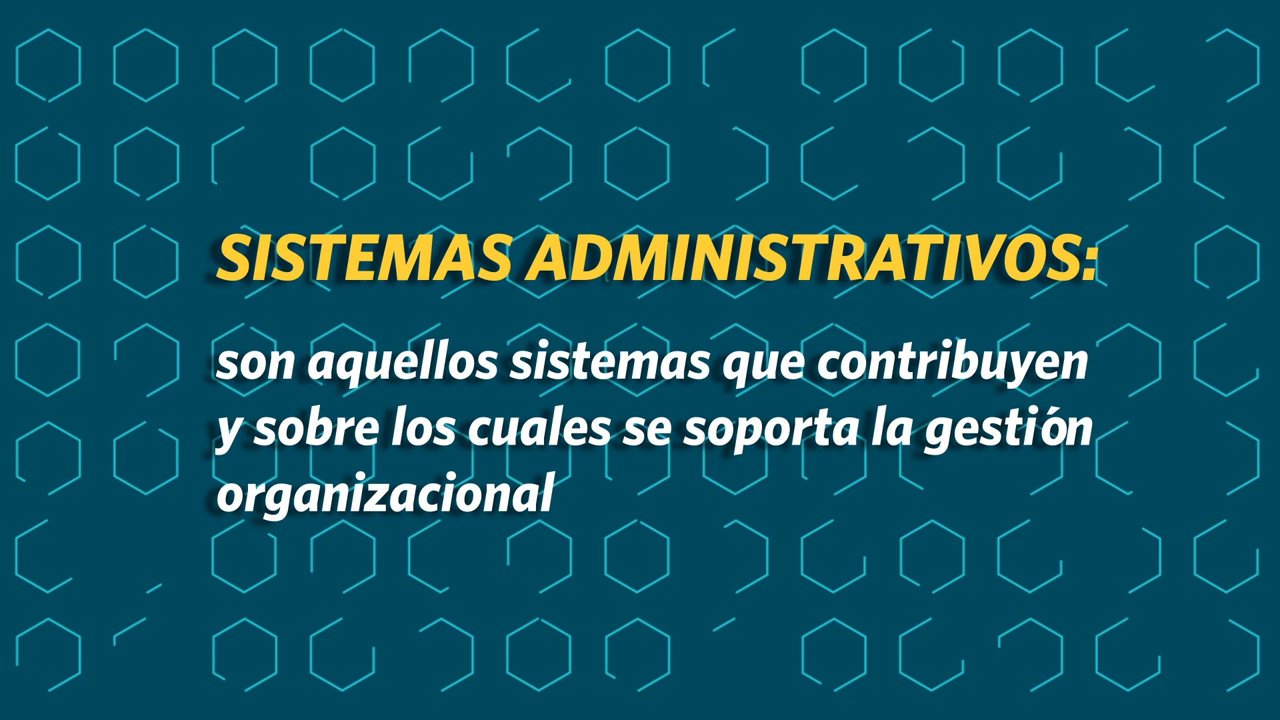 SISTEMAS ADMINISTRATIVOS:
son aquellos sistemas que contribuyen
y sobre los cuales se soporta la gestión
organizacional